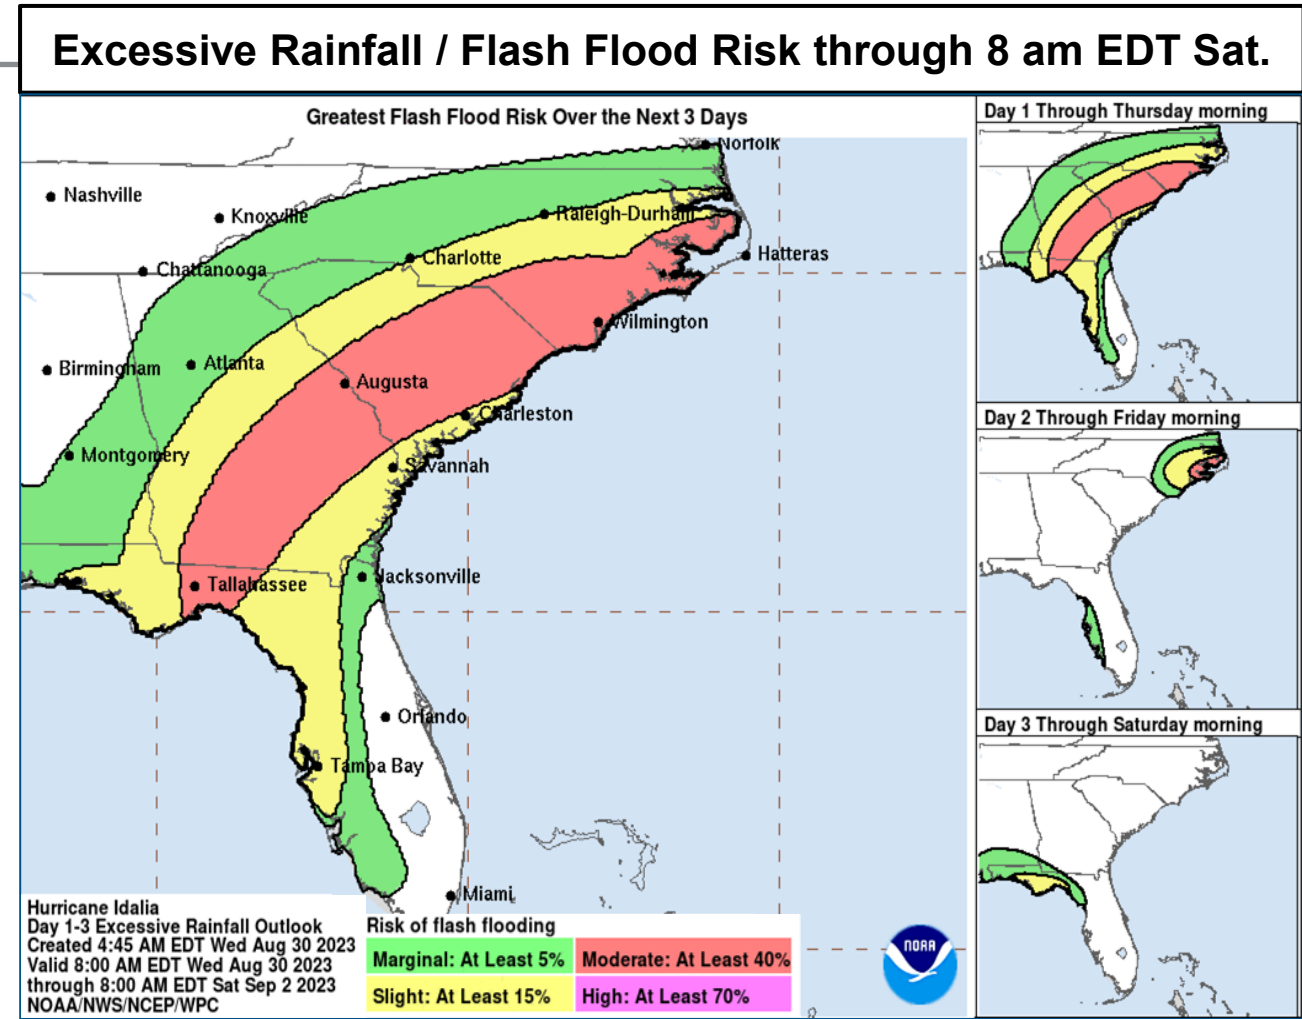 Excessive Rainfall / Flash Flood Risk through 8 am EDT Sat.
Greatest Flash Flood Risk Over the Next 3 Days
Norfolk
Nashville
Knoxville
Raleigh-Durham
Charlotte
Hatteras
Chattanooga
Wilmington
Birmingham
Atlanta
Augusta
Charleston
Montgomery
Savannah
Tallahassee
Jacksonville
Orlando
Tampa Bay
Miami
Hurricane Idalia
Day 1-3 Excessive Rainfall Outlook
Created 4:45 AM EDT Wed Aug 30 2023
Valid 8:00 AM EDT Wed Aug 30 2023
through 8:00 AM EDT Sat Sep 2 2023
NOAA/NWS/NCEP/WPC
Risk of flash flooding
Marginal: At Least 5%
Moderate: At Least 40%
Slight: At Least 15%
High: At Least 70%
NOAA
Day 1 Through Thursday morning
Day 2 Through Friday morning
Day 3 Through Saturday morning